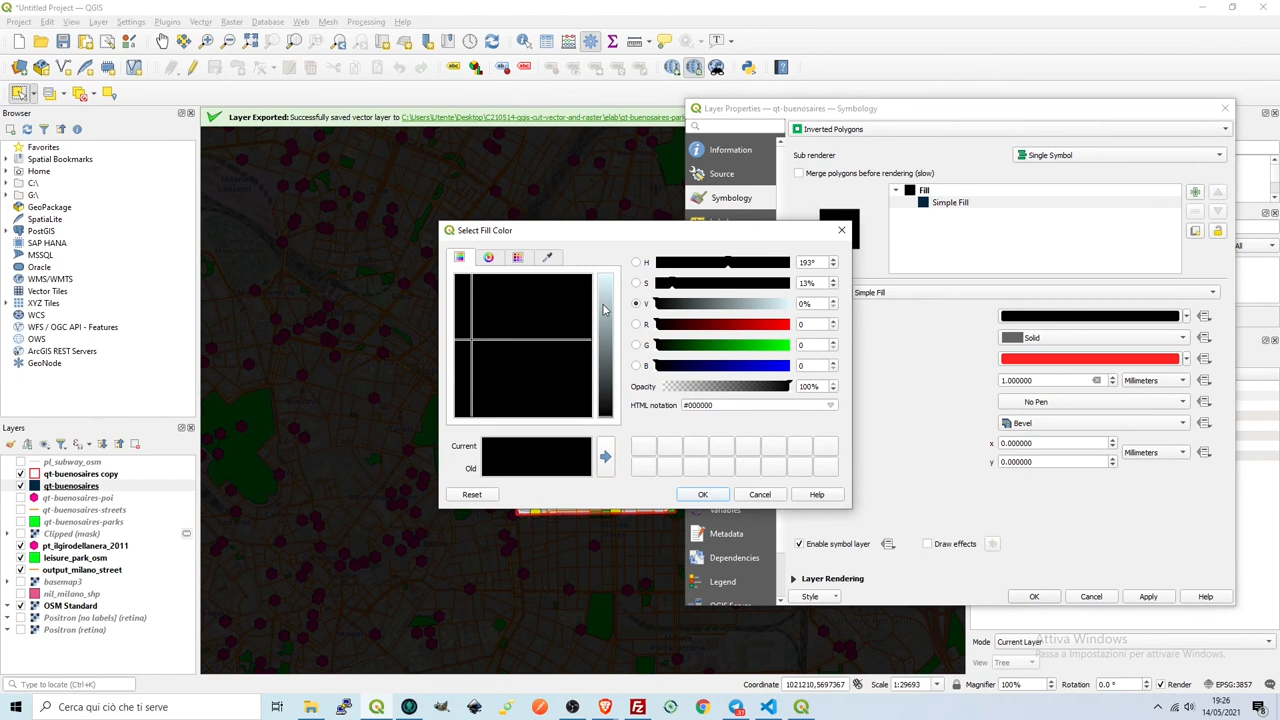 *Untitled Project — QGIS
Project Edit View Layer Settings Plugins Vector Raster Database Web Mesh Processing Help
Browser
Favorites
Spatial Bookmarks
Home
C:\
G:\
GeoPackage
SpatiaLite
PostGIS
SAP HANA
MSSQL
Oracle
WMS/WMTS
Vector Tiles
XYZ Tiles
WCS
WFS / OGC API - Features
OWS
ArcGIS REST Servers
GeoNode
Layers
pl_subway_osm
qt-buenosaires copy
qt-buenosaires
qt-buenosaires-poi
qt-buenosaires-streets
qt-buenosaires-parks
Clipped (mask)
pt_ilgirodellanera_2011
leisure_park_osm
output_milano_street
basemap3
nil_milano_shp
OSM Standard
Positron [no labels] (retina)
Positron (retina)
Layer Exported: Successfully saved vector layer to C:\Users\Utente\Desktop\C210514-qgis-cut-vector-and-raster\elab\qt-buenosaires-park
Layer Properties — qt-buenosaires — Symbology
Information
Source
Symbology
Metadata
Dependencies
Legend
QGIS Server
Inverted Polygons
Sub renderer
Single Symbol
Merge polygons before rendering (slow)
Fill
Simple Fill
Simple Fill
Solid
1.000000
Millimeters
No Pen
Bevel
x 0.000000
y 0.000000
Millimeters
Enable symbol layer
Draw effects
Layer Rendering
Style
OK
Cancel
Apply
Help
Select Fill Color
H 193°
S 13%
V 0%
R 0
G 0
B 0
Opacity 100%
HTML notation #000000
Current
Old
Reset
OK
Cancel
Help
All
Mode Current Layer
View Tree
Attiva Windows
Passa a Impostazioni per attivare Windows.
Type to locate (Ctrl+K)
Coordinate 1021210,5697367
Scale 1:29693
Magnifier 100%
Rotation 0.0 °
Render
EPSG:3857
Cerca qui ciò che ti serve
19:26
14/05/2021